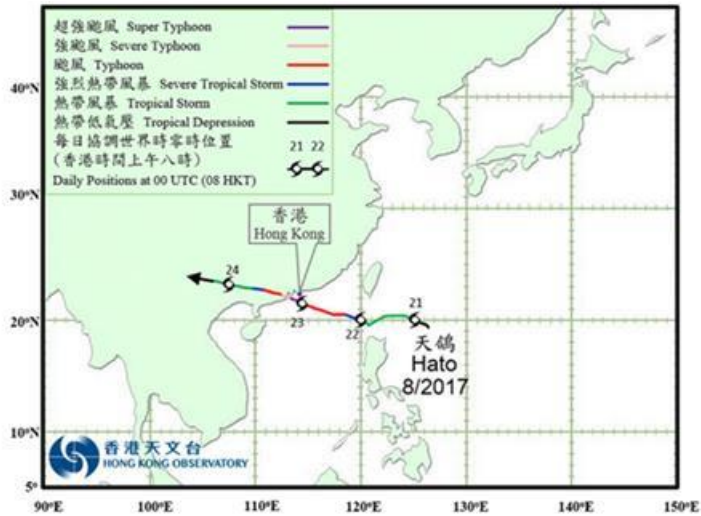 超強颱風 Super Typhoon
強颱風 Severe Typhoon
颱風 Typhoon
強烈熱帶風暴 Severe Tropical Storm
熱帶風暴 Tropical Storm
熱帶低氣壓 Tropical Depression
每日協調世界時零時位置
(香港時間上午八時)
Daily Positions at 00 UTC (08 HKT)
21 22
40°N
30°N
20°N
10°N
5°
香港
Hong Kong
24
23
22
21
天鴿
Hato
8/2017
香港天文台
HONG KONG OBSERVATORY
90°E
100°E
110°E
120°E
130°E
140°E
150°E